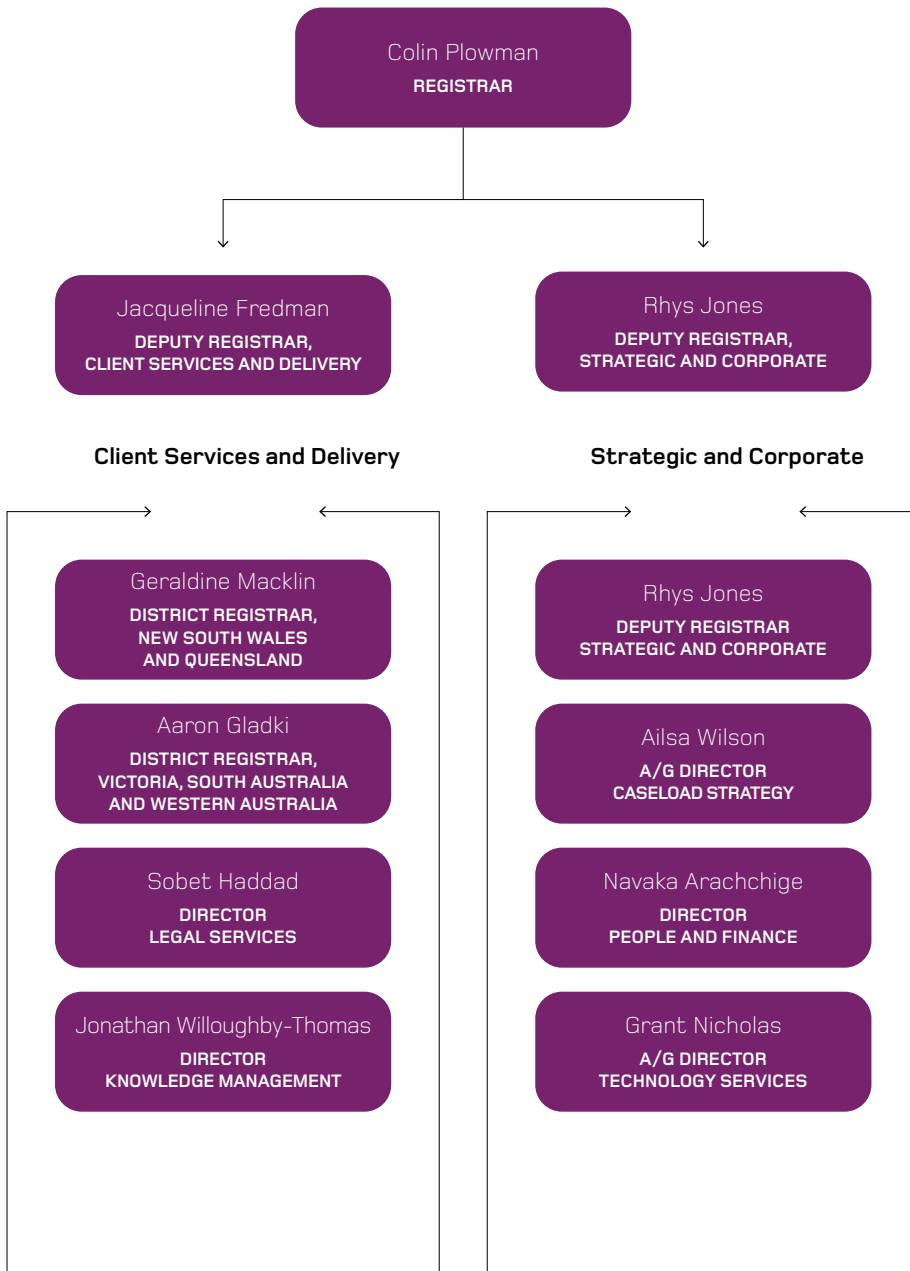 Colin Plowman
REGISTRAR
Jacqueline Fredman
DEPUTY REGISTRAR,
CLIENT SERVICES AND DELIVERY
Rhys Jones
DEPUTY REGISTRAR,
STRATEGIC AND CORPORATE
Client Services and Delivery
Geraldine Macklin
DISTRICT REGISTRAR,
NEW SOUTH WALES
AND QUEENSLAND
Aaron Gladki
DISTRICT REGISTRAR,
VICTORIA, SOUTH AUSTRALIA
AND WESTERN AUSTRALIA
Sobet Haddad
DIRECTOR
LEGAL SERVICES
Jonathan Willoughby-Thomas
DIRECTOR
KNOWLEDGE MANAGEMENT
Strategic and Corporate
Rhys Jones
DEPUTY REGISTRAR
STRATEGIC AND CORPORATE
Ailsa Wilson
A/G DIRECTOR
CASELOAD STRATEGY
Navaka Arachchige
DIRECTOR
PEOPLE AND FINANCE
Grant Nicholas
A/G DIRECTOR
TECHNOLOGY SERVICES